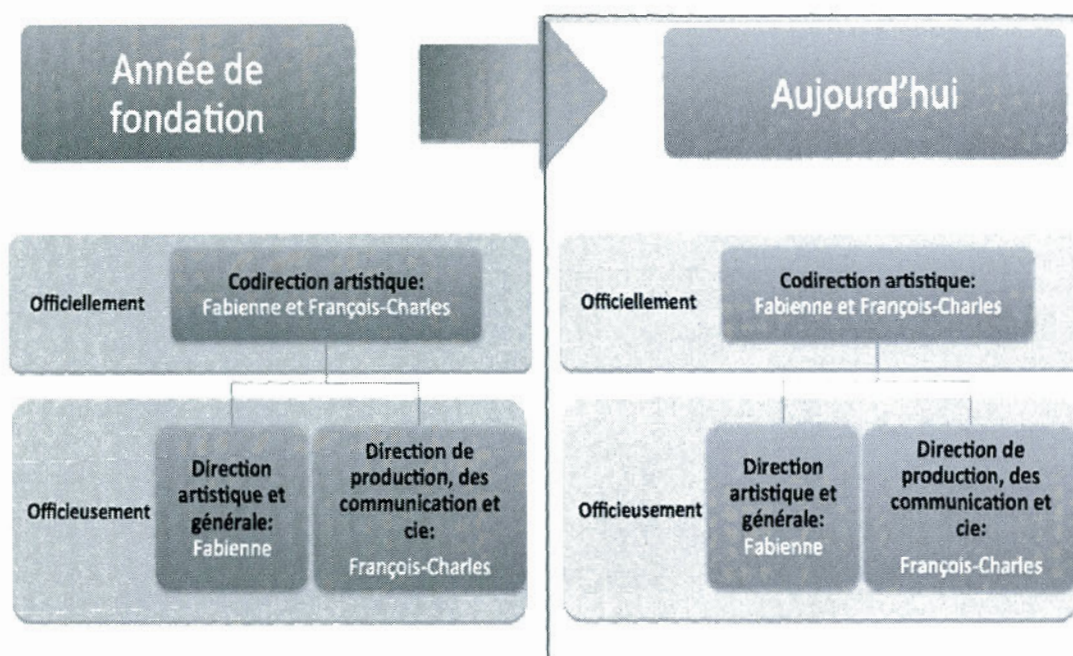 Année de
fondation
Aujourd'hui
Officiellement
Codirection artistique:
Fabienne et François-Charles
Officieusement
Direction
artistique et
générale:
Fabienne
Direction de
production, des
communication et
cie:
François-Charles
Officiellement
Codirection artistique:
Fabienne et François-Charles
Officieusement
Direction
artistique et
générale:
Fabienne
Direction de
production, des
communication et
cie:
François-Charles